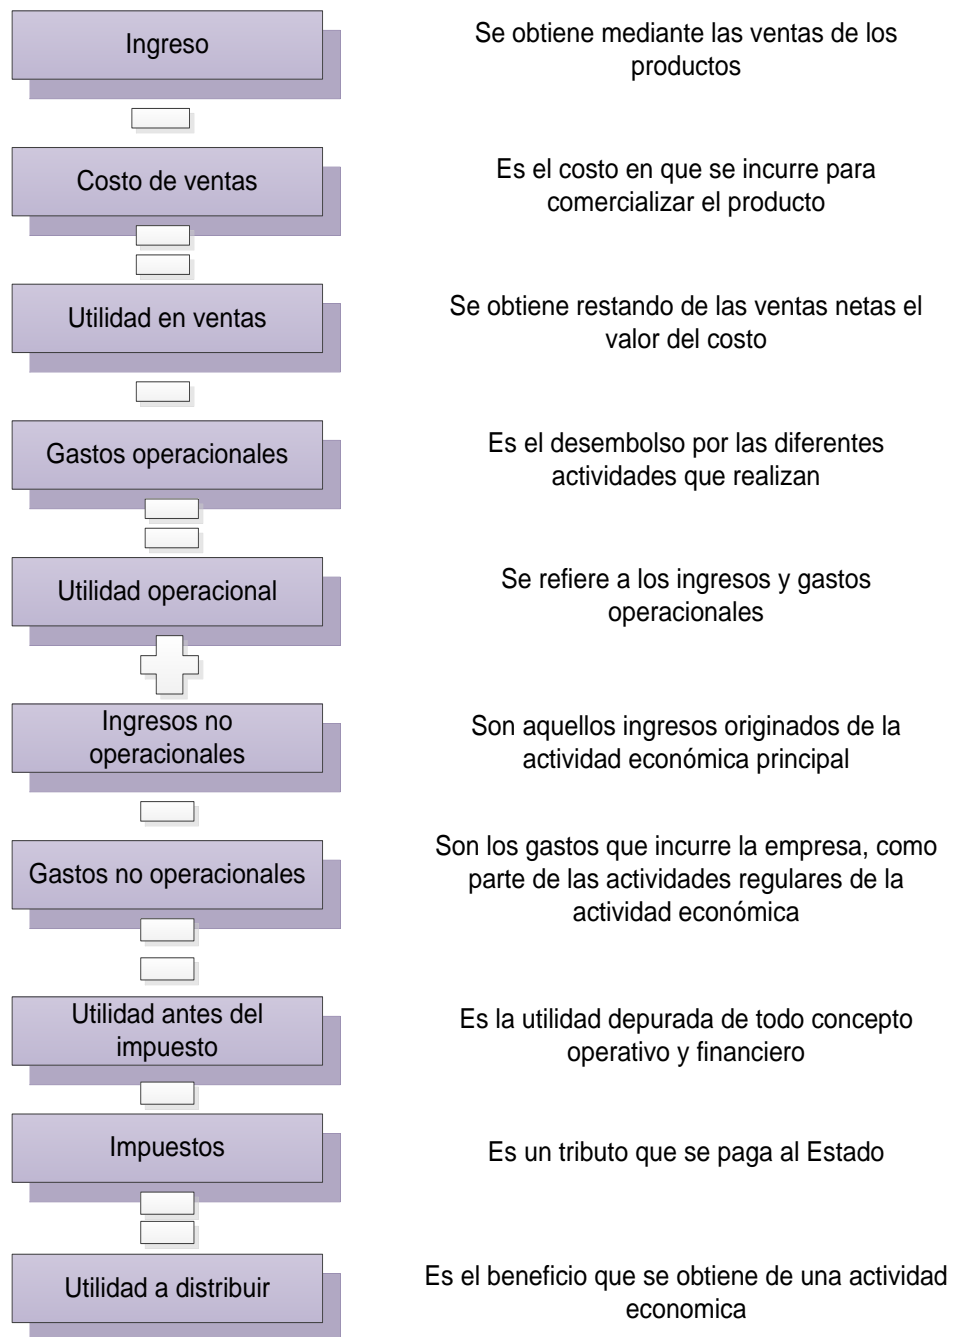 Ingreso
Se obtiene mediante las ventas de los
productos
Costo de ventas
Es el costo en que se incurre para
comercializar el producto
Utilidad en ventas
Se obtiene restando de las ventas netas el
valor del costo
Gastos operacionales
Es el desembolso por las diferentes
actividades que realizan
Utilidad operacional
Se refiere a los ingresos y gastos
operacionales
Ingresos no
operacionales
Son aquellos ingresos originados de la
actividad económica principal
Gastos no operacionales
Son los gastos que incurre la empresa, como
parte de las actividades regulares de la
actividad económica
Utilidad antes del
impuesto
Es la utilidad depurada de todo concepto
operativo y financiero
Impuestos
Es un tributo que se paga al Estado
Utilidad a distribuir
Es el beneficio que se obtiene de una actividad
economica